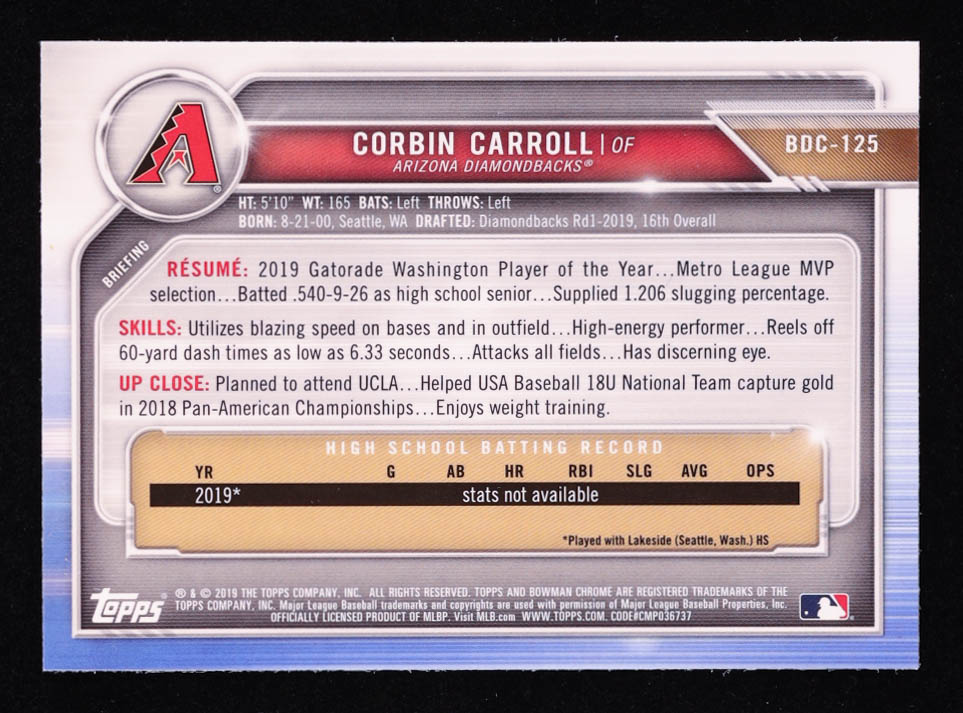 CORBIN CARROLL | OF
BDC-125
ARIZONA DIAMONDBACKS®
A
®
HT: 5'10" WT: 165 BATS: Left THROWS: Left
BORN: 8-21-00, Seattle, WA DRAFTED: Diamondbacks Rd1-2019, 16th Overall
BRIEFING
RÉSUMÉ: 2019 Gatorade Washington Player of the Year...Metro League MVP
selection...Batted .540-9-26 as high school senior...Supplied 1.206 slugging percentage.
SKILLS: Utilizes blazing speed on bases and in outfield...High-energy performer...Reels off
60-yard dash times as low as 6.33 seconds...Attacks all fields...Has discerning eye.
UP CLOSE: Planned to attend UCLA...Helped USA Baseball 18U National Team capture gold
in 2018 Pan-American Championships...Enjoys weight training.
HIGH SCHOOL BATTING RECORD
YR G AB HR RBI SLG AVG OPS
2019* stats not available
*Played with Lakeside (Seattle, Wash.) HS
topps®
® & © 2019 THE TOPPS COMPANY, INC. ALL RIGHTS RESERVED. TOPPS AND BOWMAN CHROME ARE REGISTERED TRADEMARKS OF THE
TOPPS COMPANY, INC. Major League Baseball trademarks and copyrights are used with permission of Major League Baseball Properties, Inc.
OFFICIALLY LICENSED PRODUCT OF MLBP. Visit MLB.com WWW.TOPPS.COM. CODE#CMP036737